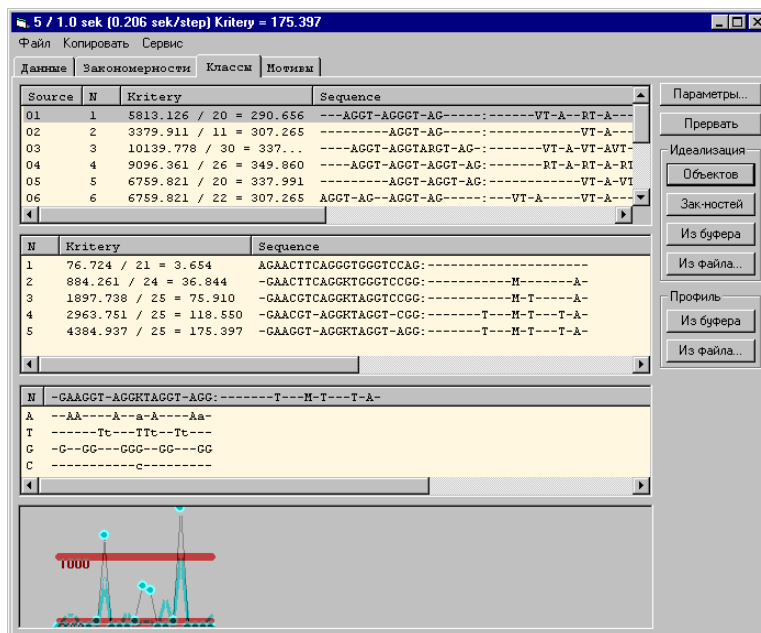 5 / 1.0 sek (0.206 sek/step) Kritery = 175.397
Файл Копировать Сервис
Данные Закономерности Классы Мотивы
Source N Kritery Sequence
01 1 5813.126 / 20 = 290.656 ---AGGT-AGGGT-AG-----:------VT-A--RT-A---
02 2 3379.911 / 11 = 307.265 ---------AGGT-AG-----:------------VT-A---
03 3 10139.778 / 30 = 337... ----AGGT-AGGTARGT-AG-:-------VT-A-VT-AVT-
04 4 9096.361 / 26 = 349.860 ----AGGT-AGGT-AGGT-AG:-------RT-A-RT-A-RT
05 5 6759.821 / 20 = 337.991 ---------AGGT-AGGT-AG:------------VT-A-VT
06 6 6759.821 / 22 = 307.265 AGGT-AG--AGGT-AG-----:---VT-A-----VT-A---
Параметры...
Прервать
Идеализация
Объектов
Зак-ностей
Из буфера
Из файла...
Профиль
Из буфера
Из файла...
N Kritery Sequence
1 76.724 / 21 = 3.654 AGAACTTCAGGGTGGGTCCAG:----------------------
2 884.261 / 24 = 36.844 -GAACTTCAGGKTGGGTCCGG:-----------M-------A-
3 1897.738 / 25 = 75.910 -GAACGTCAGGKTAGGTCCGG:-----------M-T-----A-
4 2963.751 / 25 = 118.550 -GAACGT-AGGKTAGGT-CGG:-------T---M-T---T-A-
5 4384.937 / 25 = 175.397 -GAAGGT-AGGKTAGGT-AGG:-------T---M-T---T-A-
N -GAAGGT-AGGKTAGGT-AGG:-------T---M-T---T-A-
A --AA----A--a-A----Aa-
T ------Tt---TTt--Tt---
G -G--GG---GGG--GG---GG
C -----------c---------
1000